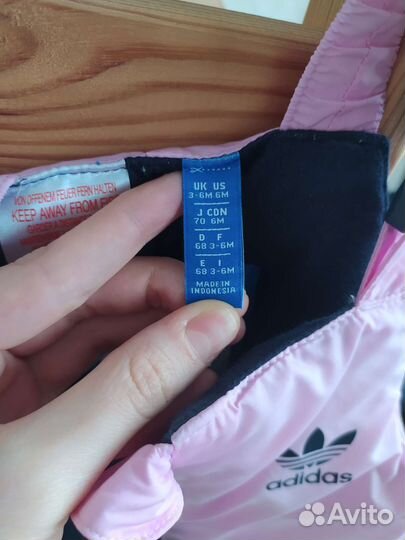 VON OFFENEM FEUER FERN HALTEN
KEEP AWAY FROM FIRE
UK US
3-6M 6M
J CDN
70 6M
D F
68 3-6M
E I
68 3-6M
MADE IN
INDONESIA
adidas
Avito